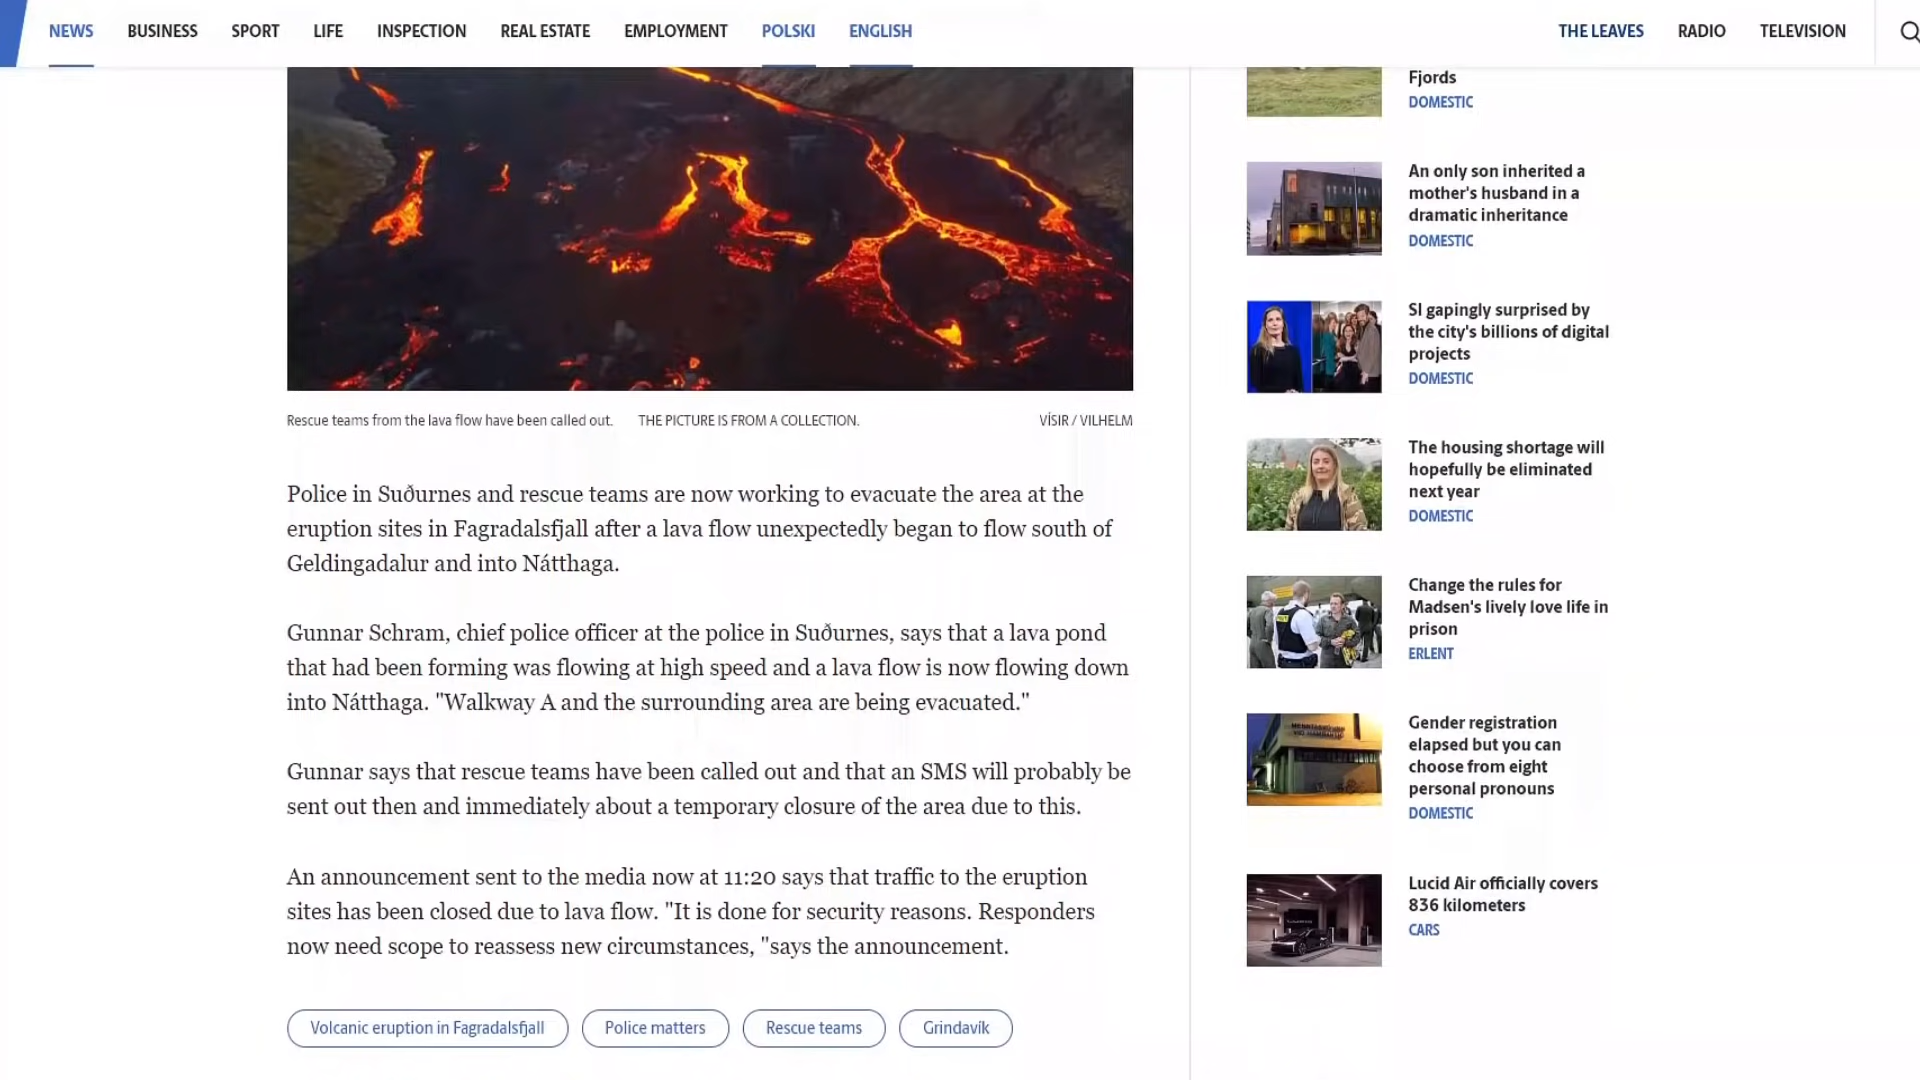 NEWS BUSINESS SPORT LIFE INSPECTION REAL ESTATE EMPLOYMENT POLSKI ENGLISH THE LEAVES RADIO TELEVISION
Rescue teams from the lava flow have been called out. THE PICTURE IS FROM A COLLECTION. VÍSIR / VILHELM
Police in Suðurnes and rescue teams are now working to evacuate the area at the
eruption sites in Fagradalsfjall after a lava flow unexpectedly began to flow south of
Geldingadalur and into Nátthaga.
Gunnar Schram, chief police officer at the police in Suðurnes, says that a lava pond
that had been forming was flowing at high speed and a lava flow is now flowing down
into Nátthaga. "Walkway A and the surrounding area are being evacuated."
Gunnar says that rescue teams have been called out and that an SMS will probably be
sent out then and immediately about a temporary closure of the area due to this.
An announcement sent to the media now at 11:20 says that traffic to the eruption
sites has been closed due to lava flow. "It is done for security reasons. Responders
now need scope to reassess new circumstances, "says the announcement.
Volcanic eruption in Fagradalsfjall Police matters Rescue teams Grindavík
Fjords
DOMESTIC
An only son inherited a
mother's husband in a
dramatic inheritance
DOMESTIC
SI gapingly surprised by
the city's billions of digital
projects
DOMESTIC
The housing shortage will
hopefully be eliminated
next year
DOMESTIC
Change the rules for
Madsen's lively love life in
prison
ERLENT
Gender registration
elapsed but you can
choose from eight
personal pronouns
DOMESTIC
Lucid Air officially covers
836 kilometers
CARS